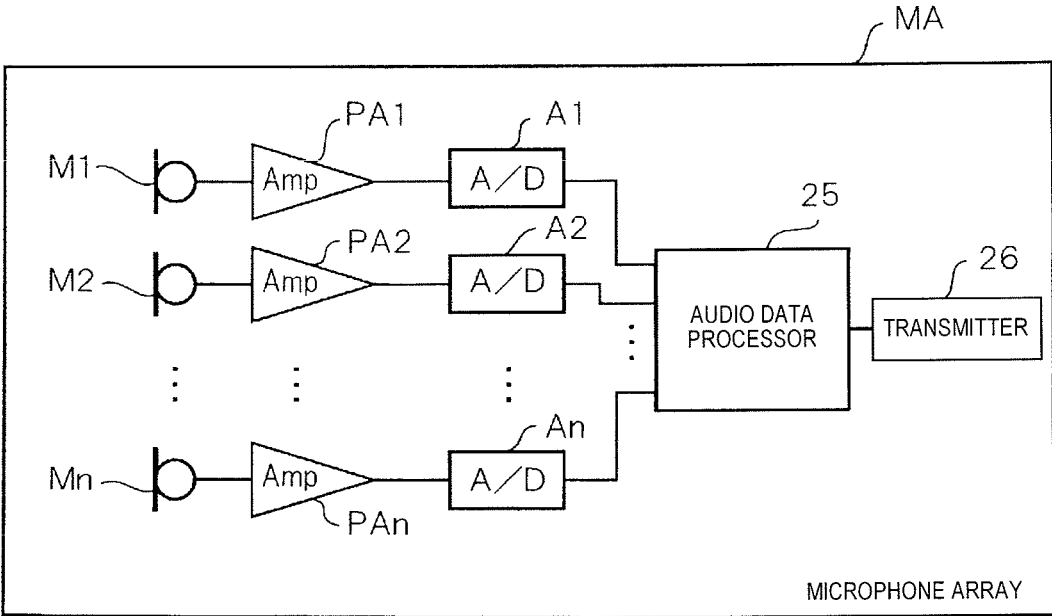 MA
PA1
A1
M1
Amp
A/D
PA2
A2
25
M2
Amp
A/D
26
AUDIO DATA
PROCESSOR
TRANSMITTER
An
Mn
Amp
A/D
PAn
MICROPHONE ARRAY